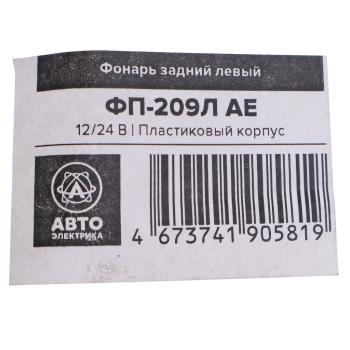 Фонарь задний левый
ФП-209Л АЕ
12/24 В | Пластиковый корпус
АВТО
ЭЛЕКТРИКА
4 673741 905819